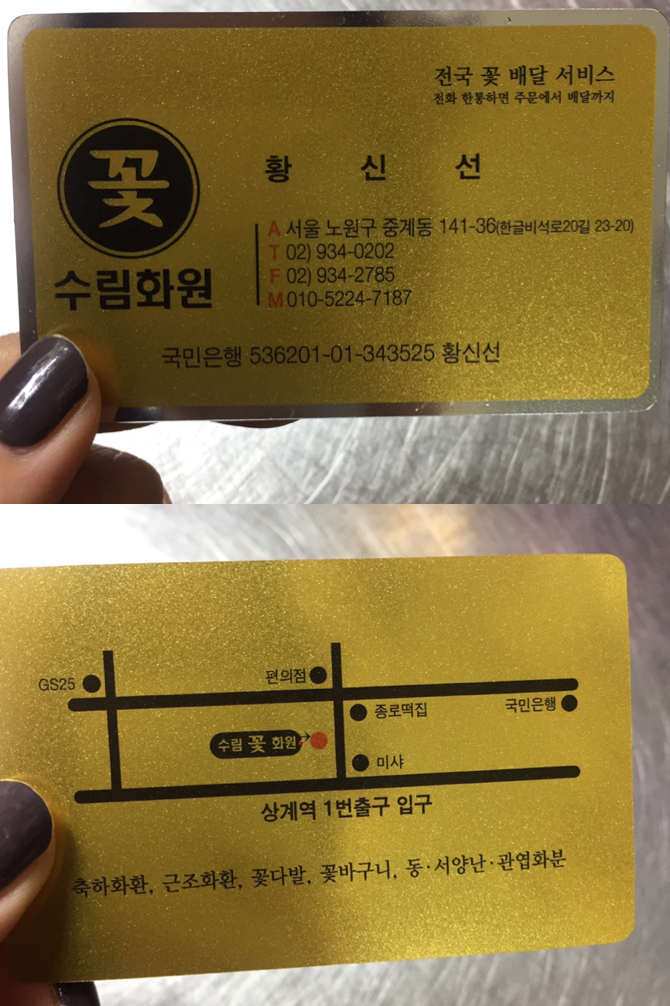 전국 꽃 배달 서비스
전화 한통하면 주문에서 배달까지
꽃
수림화원
황 신 선
A 서울 노원구 중계동 141-36(한글비석로20길 23-20)
T 02) 934-0202
F 02) 934-2785
M 010-5224-7187
국민은행 536201-01-343525 황신선
GS25
편의점
종로떡집
국민은행
수림 꽃 화원
미샤
상계역 1번출구 입구
축하화환, 근조화환, 꽃다발, 꽃바구니, 동·서양난·관엽화분